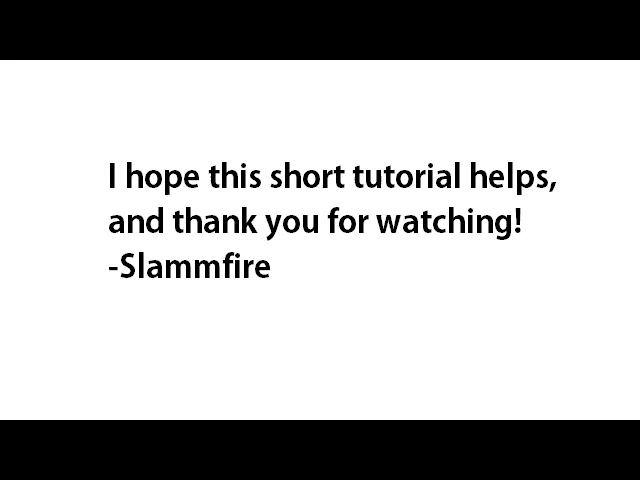 I hope this short tutorial helps,
and thank you for watching!
-Slammfire